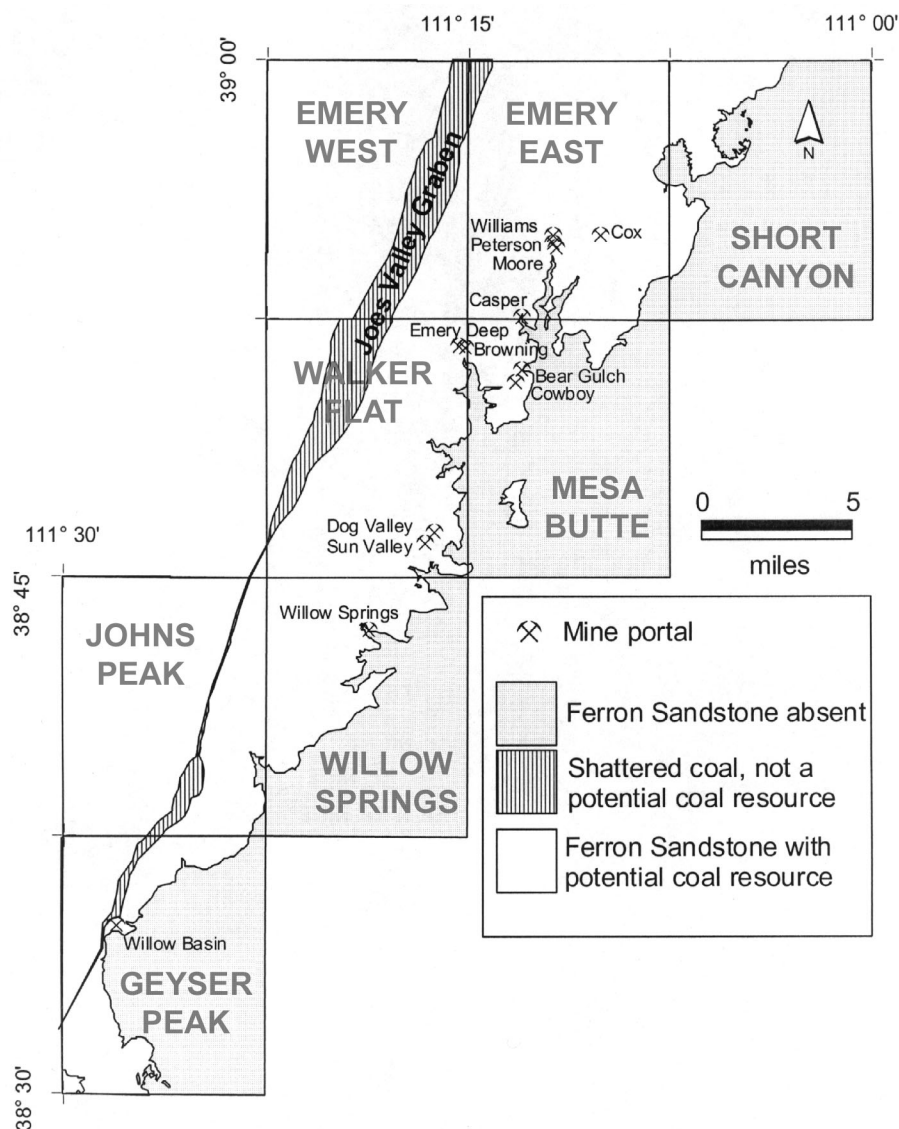 111° 15'
111° 00'
39° 00'
EMERY
WEST
EMERY
EAST
Joes Valley Graben
N
Williams
Peterson
Moore
Cox
SHORT
CANYON
Casper
Emery Deep
Browning
WALKER
FLAT
Bear Gulch
Cowboy
MESA
BUTTE
0 5
miles
Dog Valley
Sun Valley
111° 30'
38° 45'
JOHNS
PEAK
Willow Springs
WILLOW
SPRINGS
Mine portal
Ferron Sandstone absent
Shattered coal, not a
potential coal resource
Ferron Sandstone with
potential coal resource
Willow Basin
GEYSER
PEAK
38° 30'